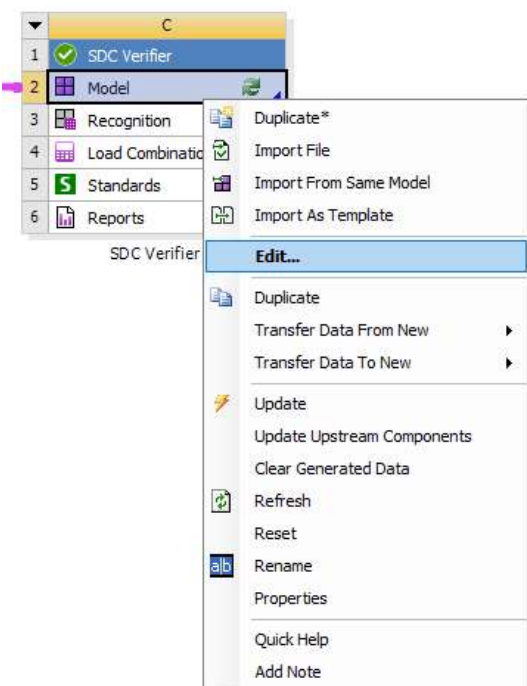 C
1 SDC Verifier
2 Model
3 Recognition
4 Load Combinatio
5 S Standards
6 Reports
SDC Verifier
Duplicate*
Import File
Import From Same Model
Import As Template
Edit...
Duplicate
Transfer Data From New
Transfer Data To New
Update
Update Upstream Components
Clear Generated Data
Refresh
Reset
a|b Rename
Properties
Quick Help
Add Note